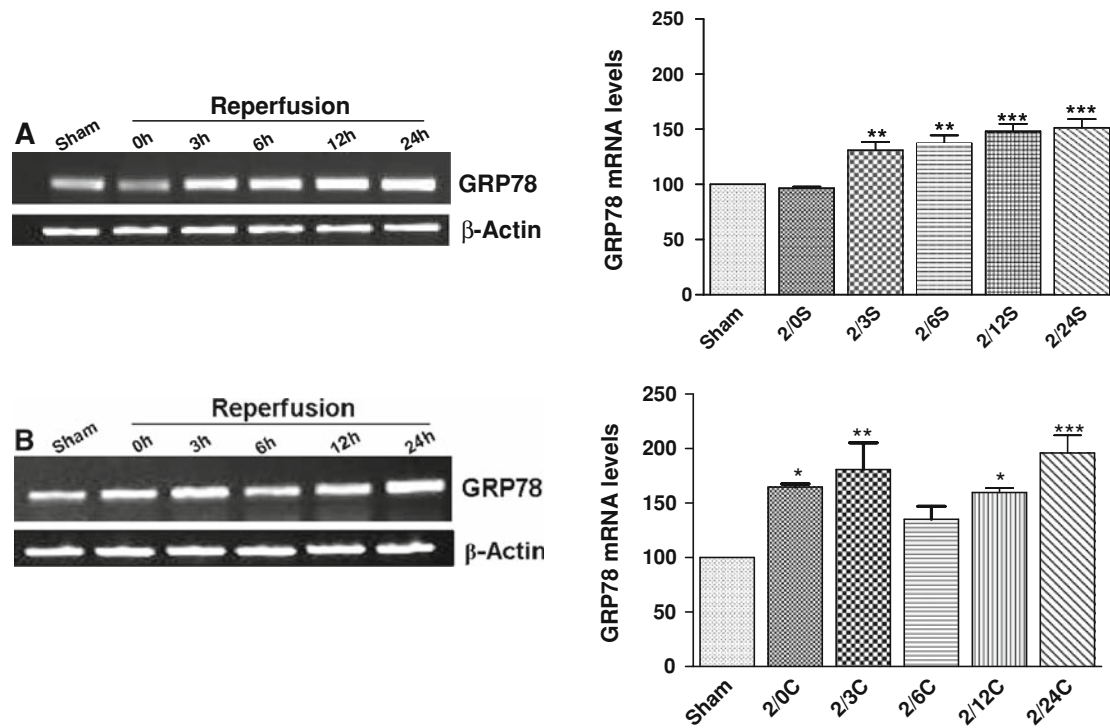 Reperfusion
A Sham 0h 3h 6h 12h 24h
GRP78
β-Actin
250
200
150
100
50
0
GRP78 mRNA levels
** ** *** ***
Sham 2/0S 2/3S 2/6S 2/12S 2/24S
Reperfusion
B Sham 0h 3h 6h 12h 24h
GRP78
β-Actin
250
200
150
100
50
0
GRP78 mRNA levels
* ** * ***
Sham 2/0C 2/3C 2/6C 2/12C 2/24C